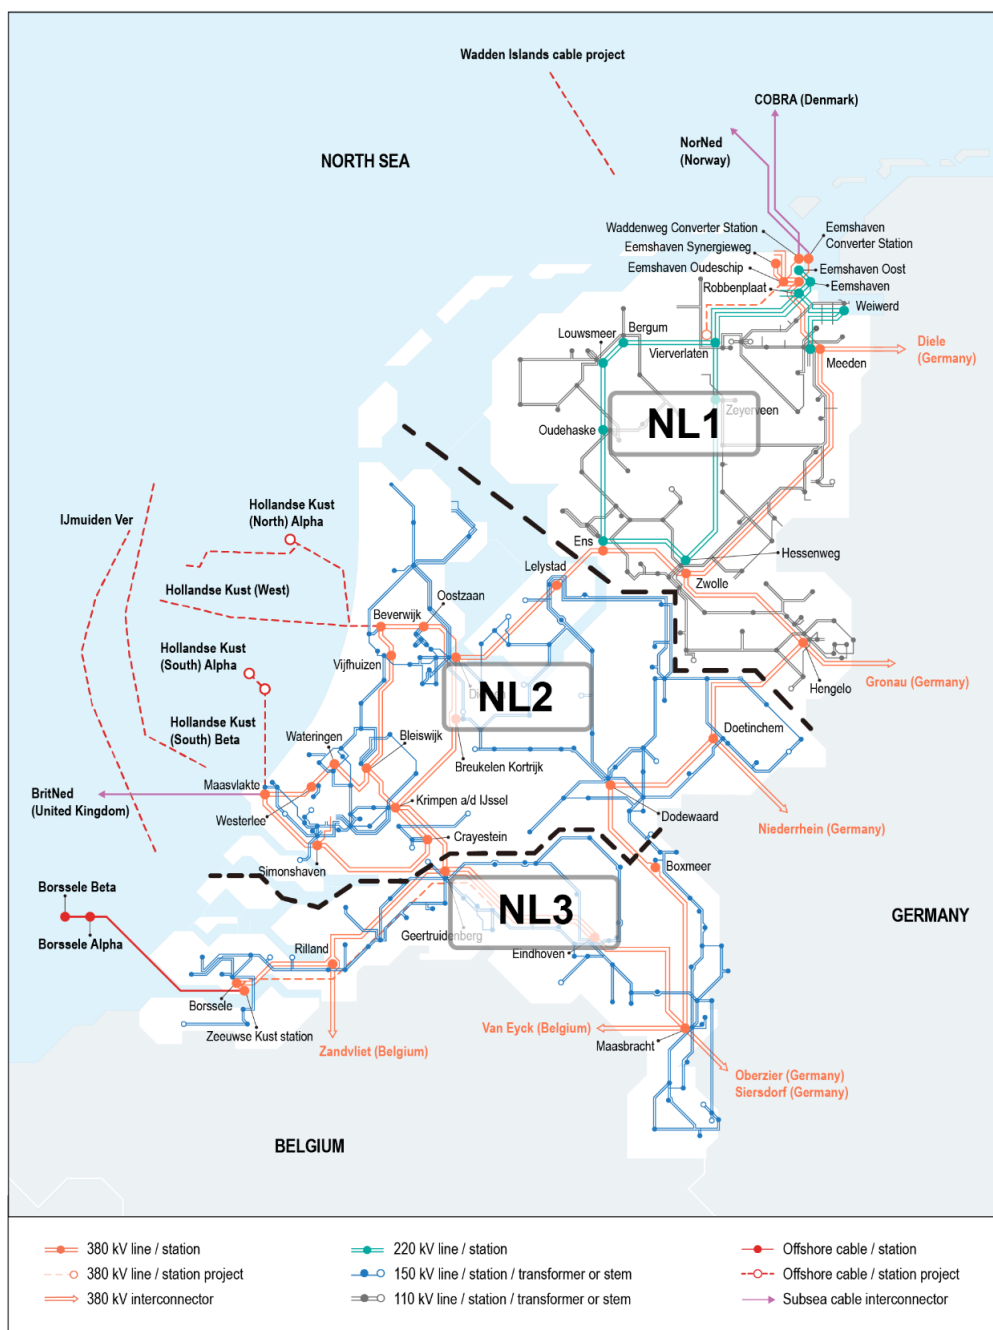 Wadden Islands cable project
COBRA (Denmark)
NorNed
(Norway)
NORTH SEA
Waddenweg Converter Station
Eemshaven
Converter Station
Eemshaven Synergieweg
Eemshaven Oudeschip
Eemshaven Oost
Robbenplaat
Eemshaven
Weiwerd
Bergum
Louwsmeer
Vierverlaten
Diele
(Germany)
Meeden
NL1
Zeyerveen
Oudehaske
Hollandse Kust
(North) Alpha
IJmuiden Ver
Ens
Hessenweg
Lelystad
Zwolle
Hollandse Kust (West)
Oostzaan
Beverwijk
Hollandse Kust
(South) Alpha
Vijfhuizen
Gronau (Germany)
Hengelo
NL2
Hollandse Kust
(South) Beta
Wateringen
Bleiswijk
Doetinchem
Breukelen Kortrijk
Maasvlakte
BritNed
(United Kingdom)
Krimpen a/d IJssel
Westerlee
Dodewaard
Niederrhein (Germany)
Crayestein
Simonshaven
Boxmeer
Borssele Beta
NL3
GERMANY
Geertruidenberg
Borssele Alpha
Rilland
Eindhoven
Borssele
Zeeuwse Kust station
Van Eyck (Belgium)
Zandvliet (Belgium)
Maasbracht
Oberzier (Germany)
Siersdorf (Germany)
BELGIUM
380 kV line / station
220 kV line / station
Offshore cable / station
380 kV line / station project
150 kV line / station / transformer or stem
Offshore cable / station project
380 kV interconnector
110 kV line / station / transformer or stem
Subsea cable interconnector